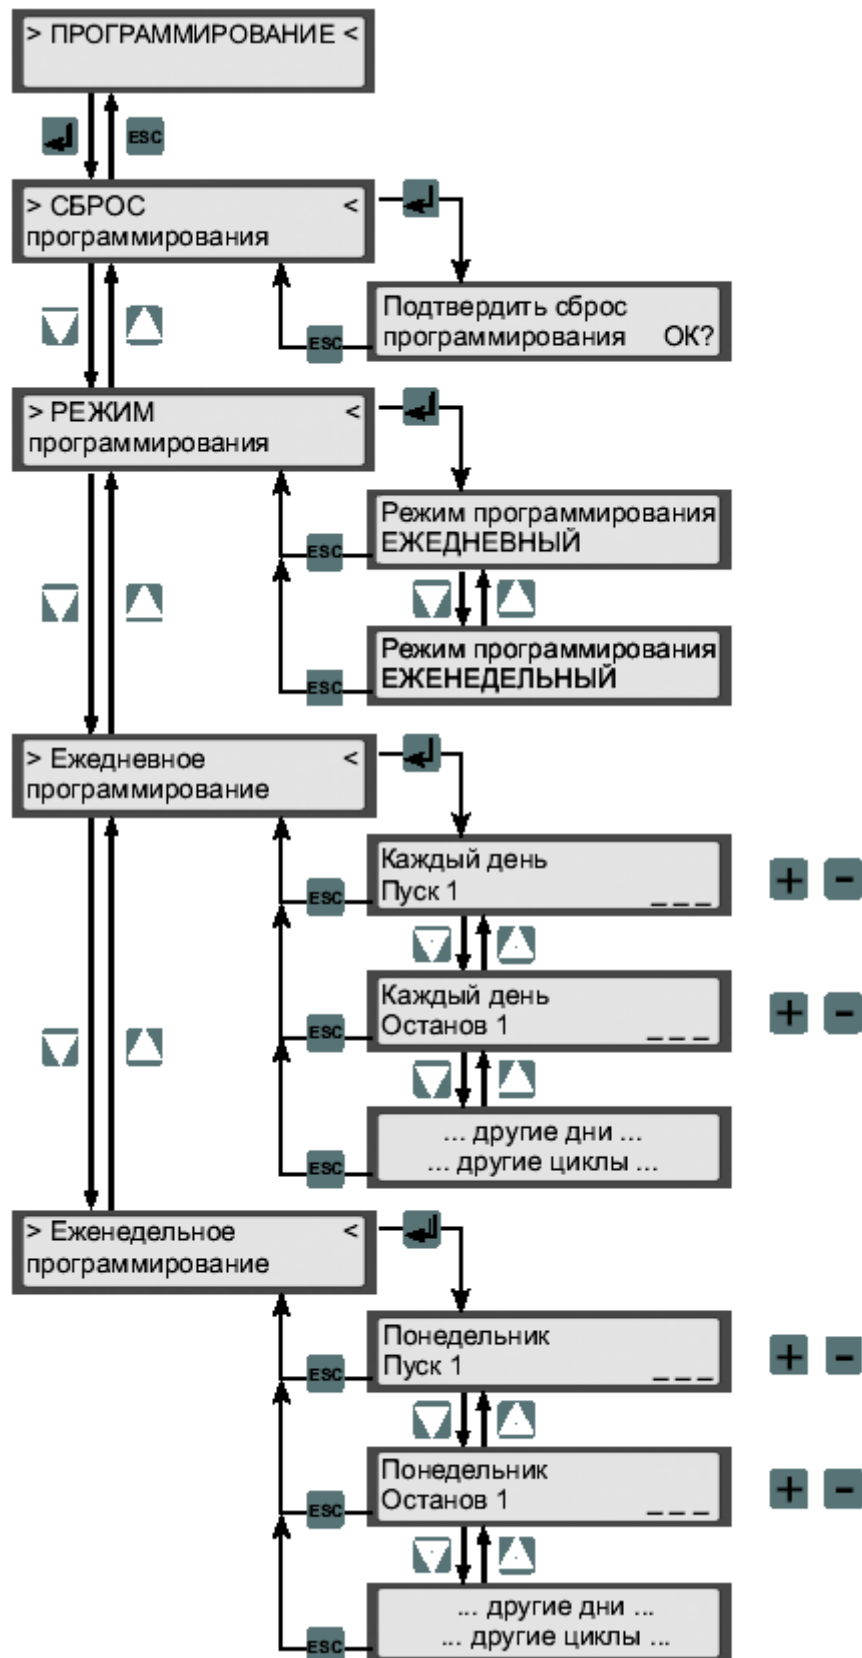 > ПРОГРАММИРОВАНИЕ <
ESC
> СБРОС <
программирования
Подтвердить сброс
программирования ОК?
ESC
> РЕЖИМ <
программирования
Режим программирования
ЕЖЕДНЕВНЫЙ
ESC
Режим программирования
ЕЖЕНЕДЕЛЬНЫЙ
ESC
> Ежедневное <
программирование
Каждый день
Пуск 1 _ _ _
ESC
+ -
Каждый день
Останов 1 _ _ _
ESC
+ -
... другие дни ...
... другие циклы ...
ESC
> Еженедельное <
программирование
Понедельник
Пуск 1 _ _ _
ESC
+ -
Понедельник
Останов 1 _ _ _
ESC
+ -
... другие дни ...
... другие циклы ...
ESC